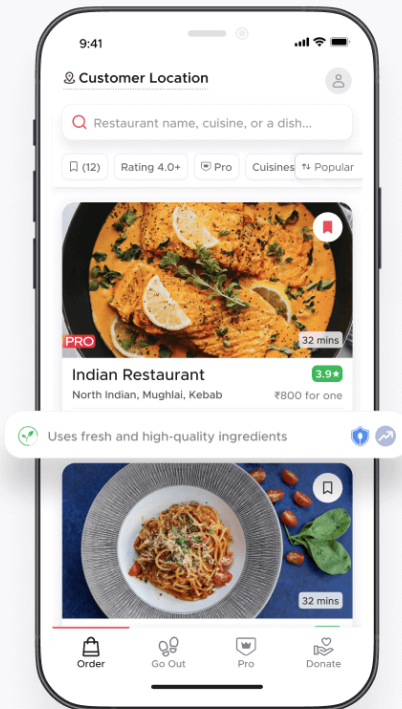 9:41
Customer Location
Restaurant name, cuisine, or a dish...
(12) Rating 4.0+ Pro Cuisines Popular
PRO
32 mins
Indian Restaurant 3.9★
North Indian, Mughlai, Kebab ₹800 for one
Uses fresh and high-quality ingredients
32 mins
Order Go Out Pro Donate